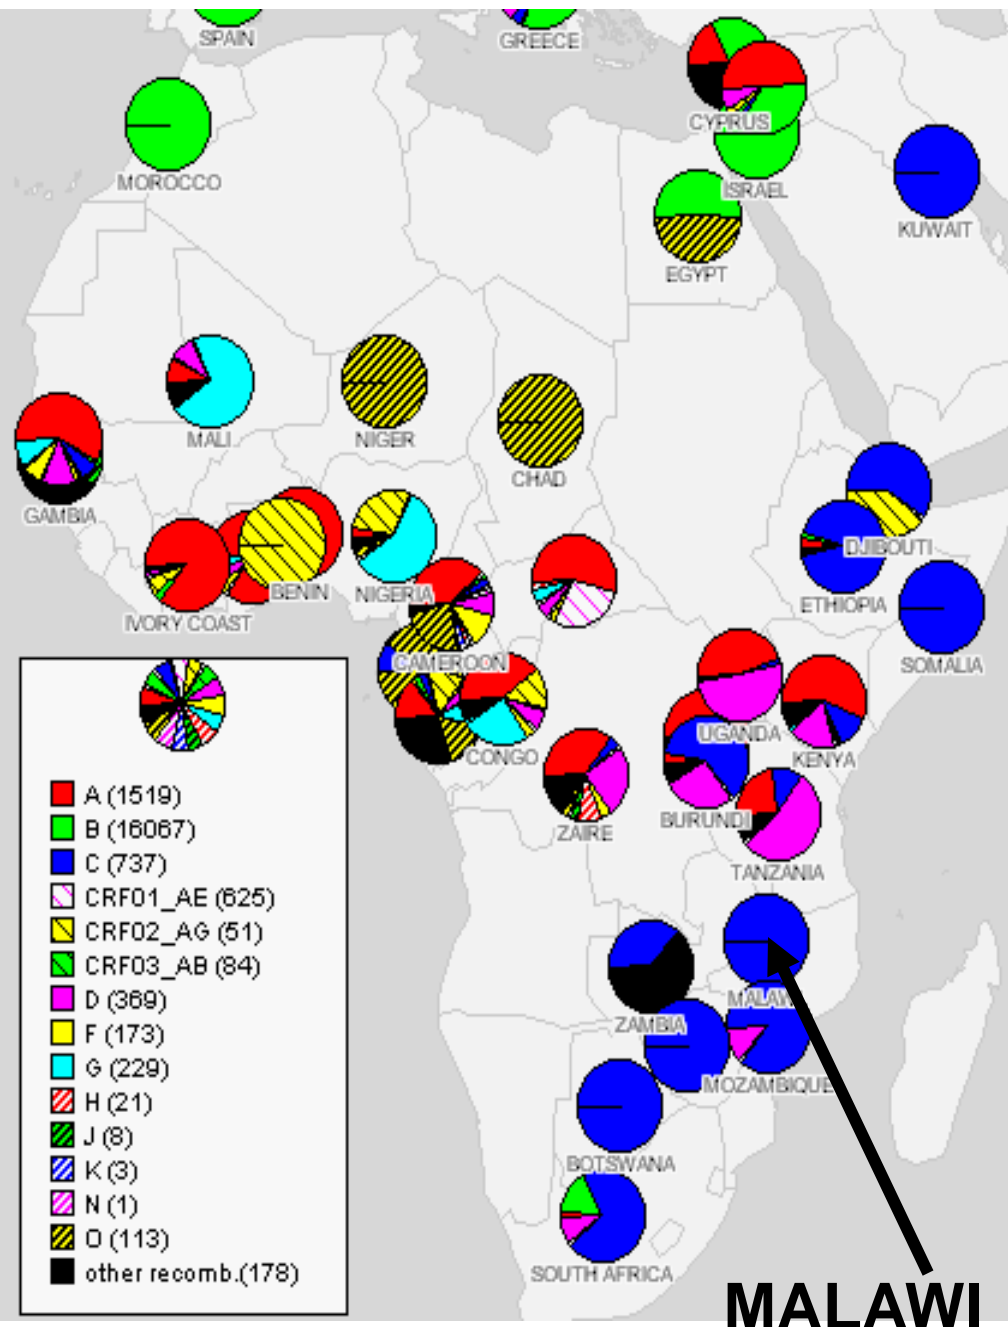 SPAIN
GREECE
CYPRUS
MOROCCO
ISRAEL
KUWAIT
EGYPT
MALI
NIGER
CHAD
GAMBIA
DJIBOUTI
BENIN
NIGERIA
ETHIOPIA
IVORY COAST
CAMEROON
SOMALIA
UGANDA
CONGO
KENYA
BURUNDI
ZAIRE
TANZANIA
A (1519)
B (16067)
C (737)
CRF01_AE (625)
CRF02_AG (51)
CRF03_AB (84)
D (369)
F (173)
G (229)
H (21)
J (8)
K (3)
N (1)
O (113)
other recomb.(178)
MALAWI
ZAMBIA
MOZAMBIQUE
BOTSWANA
SOUTH AFRICA
MALAWI